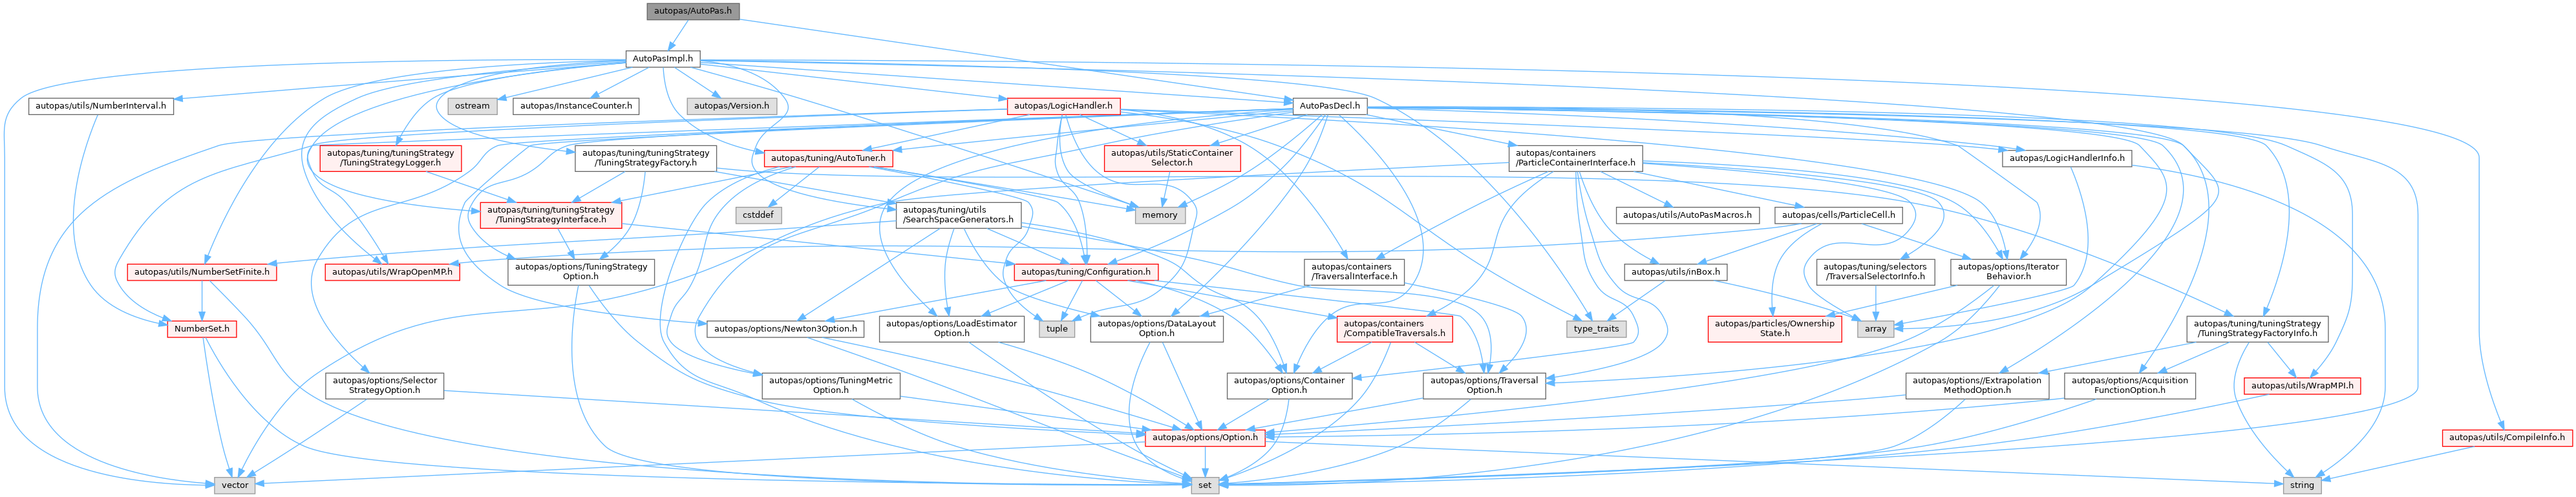 autopas/AutoPas.h
AutoPasImpl.h
autopas/utils/NumberInterval.h
ostream
autopas/InstanceCounter.h
autopas/Version.h
autopas/LogicHandler.h
AutoPasDecl.h
autopas/tuning/tuningStrategy
/TuningStrategyLogger.h
autopas/tuning/tuningStrategy
/TuningStrategyFactory.h
autopas/tuning/AutoTuner.h
autopas/utils/StaticContainer
Selector.h
autopas/containers
/ParticleContainerInterface.h
autopas/LogicHandlerInfo.h
autopas/tuning/tuningStrategy
/TuningStrategyInterface.h
cstddef
autopas/tuning/utils
/SearchSpaceGenerators.h
memory
autopas/utils/AutoPasMacros.h
autopas/cells/ParticleCell.h
autopas/utils/NumberSetFinite.h
autopas/utils/WrapOpenMP.h
autopas/options/TuningStrategy
Option.h
autopas/tuning/Configuration.h
autopas/containers
/TraversalInterface.h
autopas/utils/inBox.h
autopas/tuning/selectors
/TraversalSelectorInfo.h
autopas/options/Iterator
Behavior.h
NumberSet.h
autopas/options/Newton3Option.h
autopas/options/LoadEstimator
Option.h
tuple
autopas/options/DataLayout
Option.h
autopas/containers
/CompatibleTraversals.h
type_traits
autopas/particles/Ownership
State.h
array
autopas/tuning/tuningStrategy
/TuningStrategyFactoryInfo.h
autopas/options/Selector
StrategyOption.h
autopas/options/TuningMetric
Option.h
autopas/options/Container
Option.h
autopas/options/Traversal
Option.h
autopas/options//Extrapolation
MethodOption.h
autopas/options/Acquisition
FunctionOption.h
autopas/utils/WrapMPI.h
autopas/options/Option.h
autopas/utils/CompileInfo.h
vector
set
string